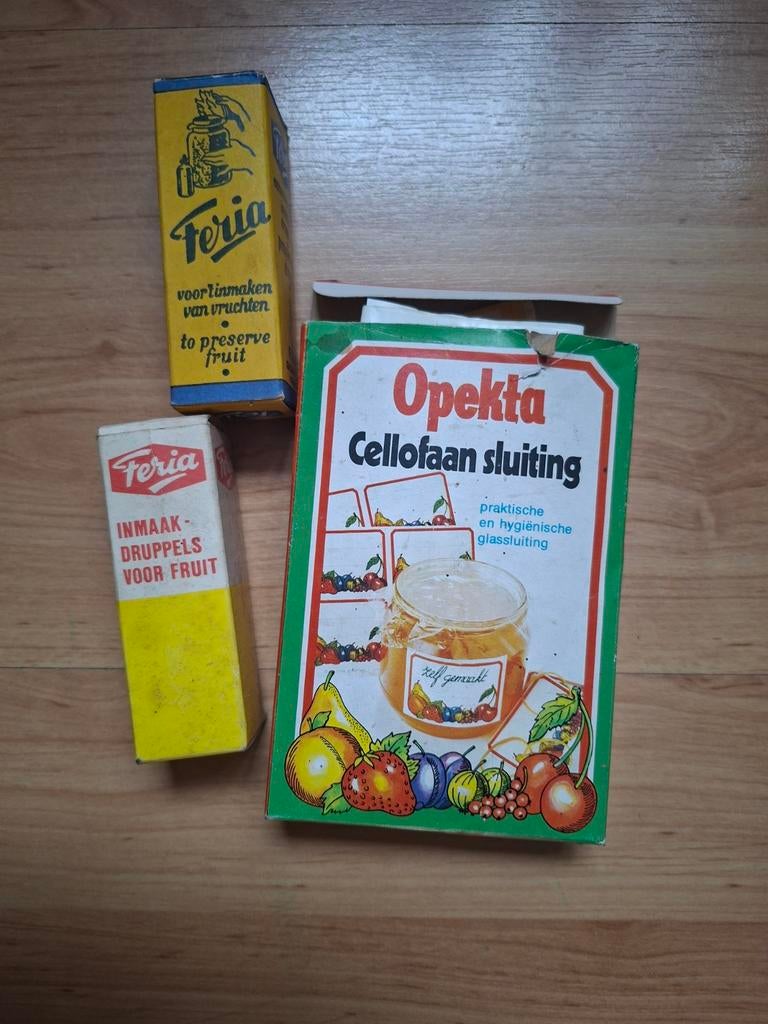 Feria
voor't inmaken
van vruchten
•
to preserve
fruit
•
Feria
INMAAK-
DRUPPELS
VOOR FRUIT
Opekta
Cellofaan sluiting
praktische
en hygiënische
glassluiting
Zelf gemaakt